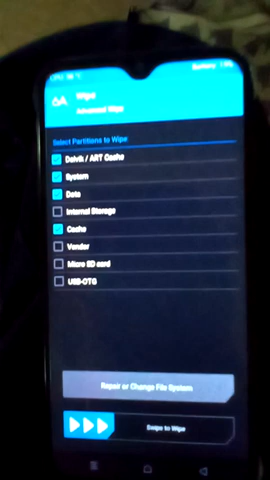 Wipe
Advanced Wipe
Select Partitions to Wipe
Dalvik / ART Cache
System
Data
Internal Storage
Cache
Vendor
Micro SD card
USB-OTG
Repair or Change File System
Swipe to Wipe